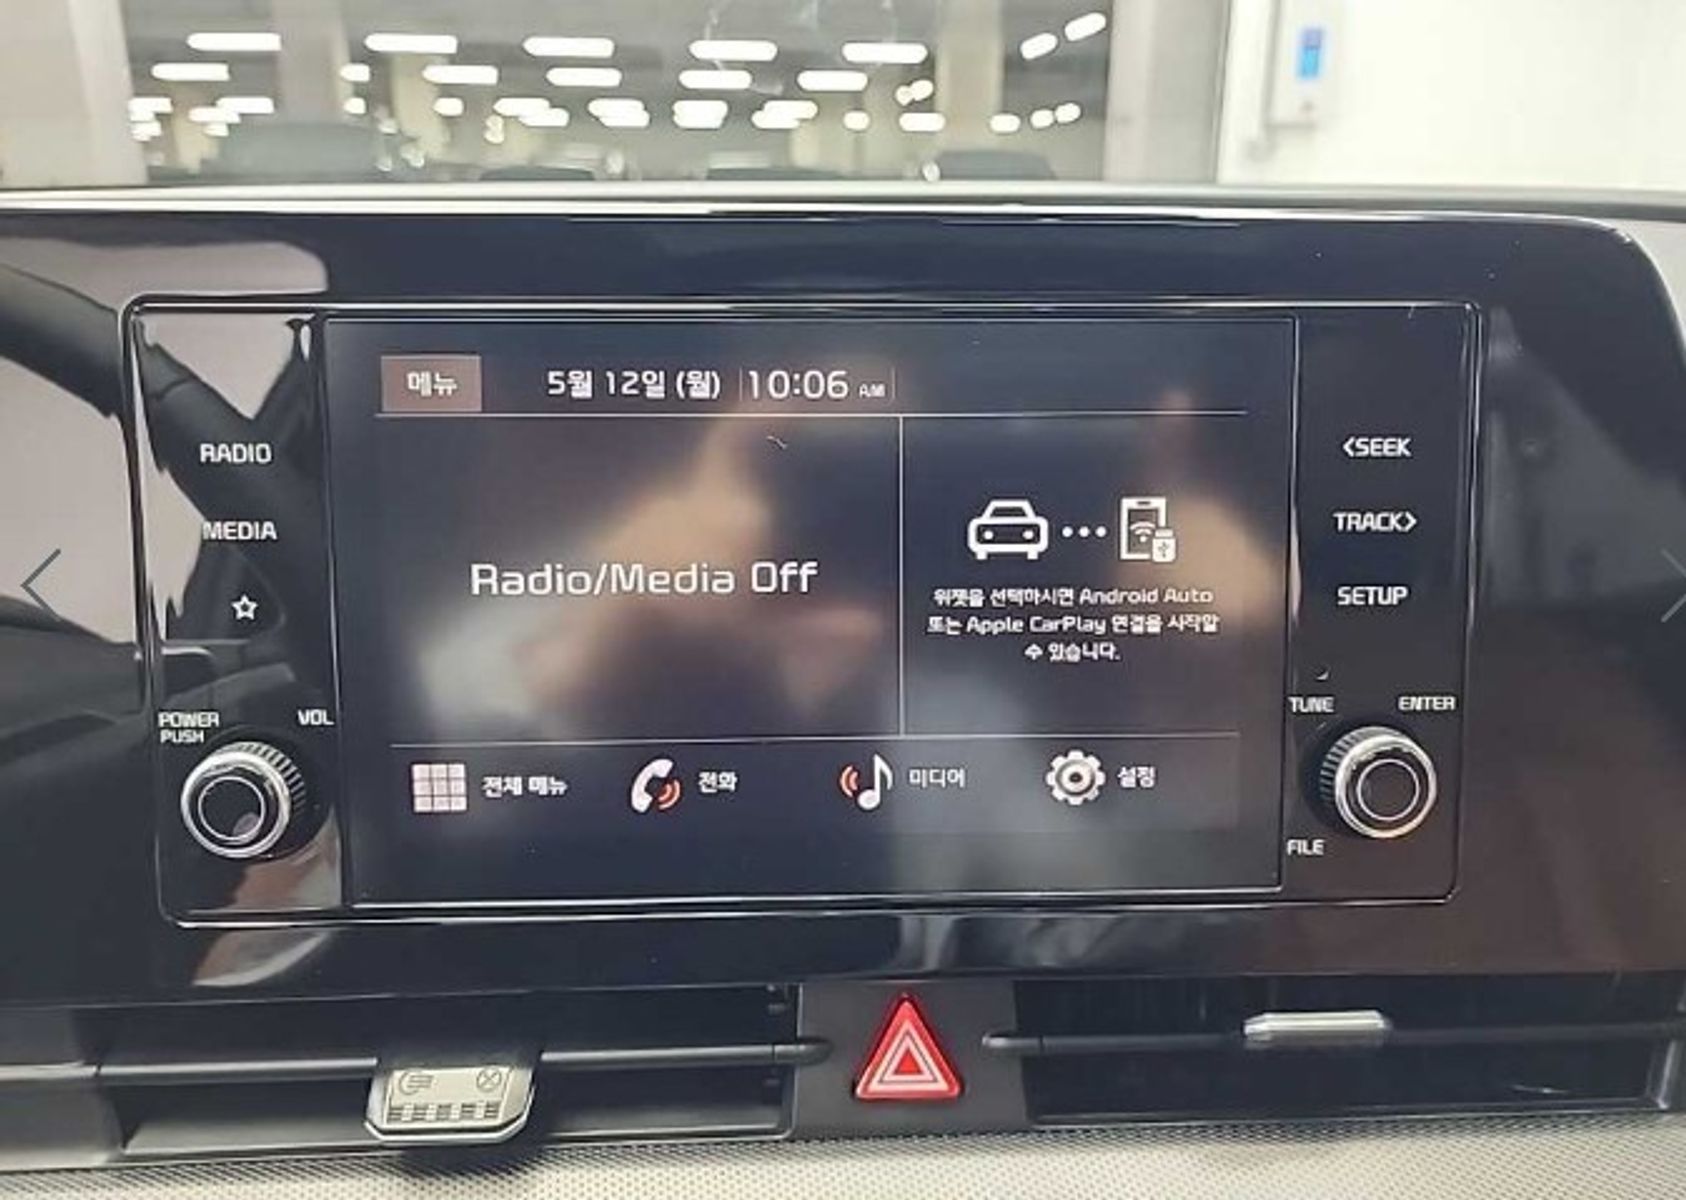 메뉴 5월 12일 (월) 10:06 AM
RADIO
MEDIA
POWER
PUSH
VOL
Radio/Media Off
위젯을 선택하시면 Android Auto
또는 Apple CarPlay 연결을 시작할
수 있습니다.
전체 메뉴 전화 미디어 설정
<SEEK
TRACK>
SETUP
TUNE
ENTER
FILE